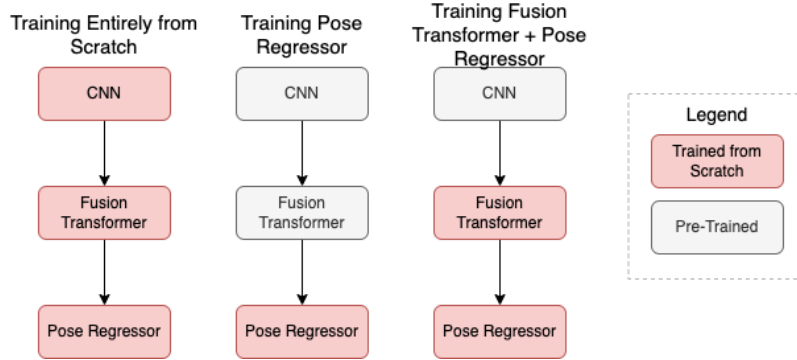 Training Entirely from
Scratch
CNN
Fusion
Transformer
Pose Regressor
Training Pose
Regressor
CNN
Fusion
Transformer
Pose Regressor
Training Fusion
Transformer + Pose
Regressor
CNN
Fusion
Transformer
Pose Regressor
Legend
Trained from
Scratch
Pre-Trained